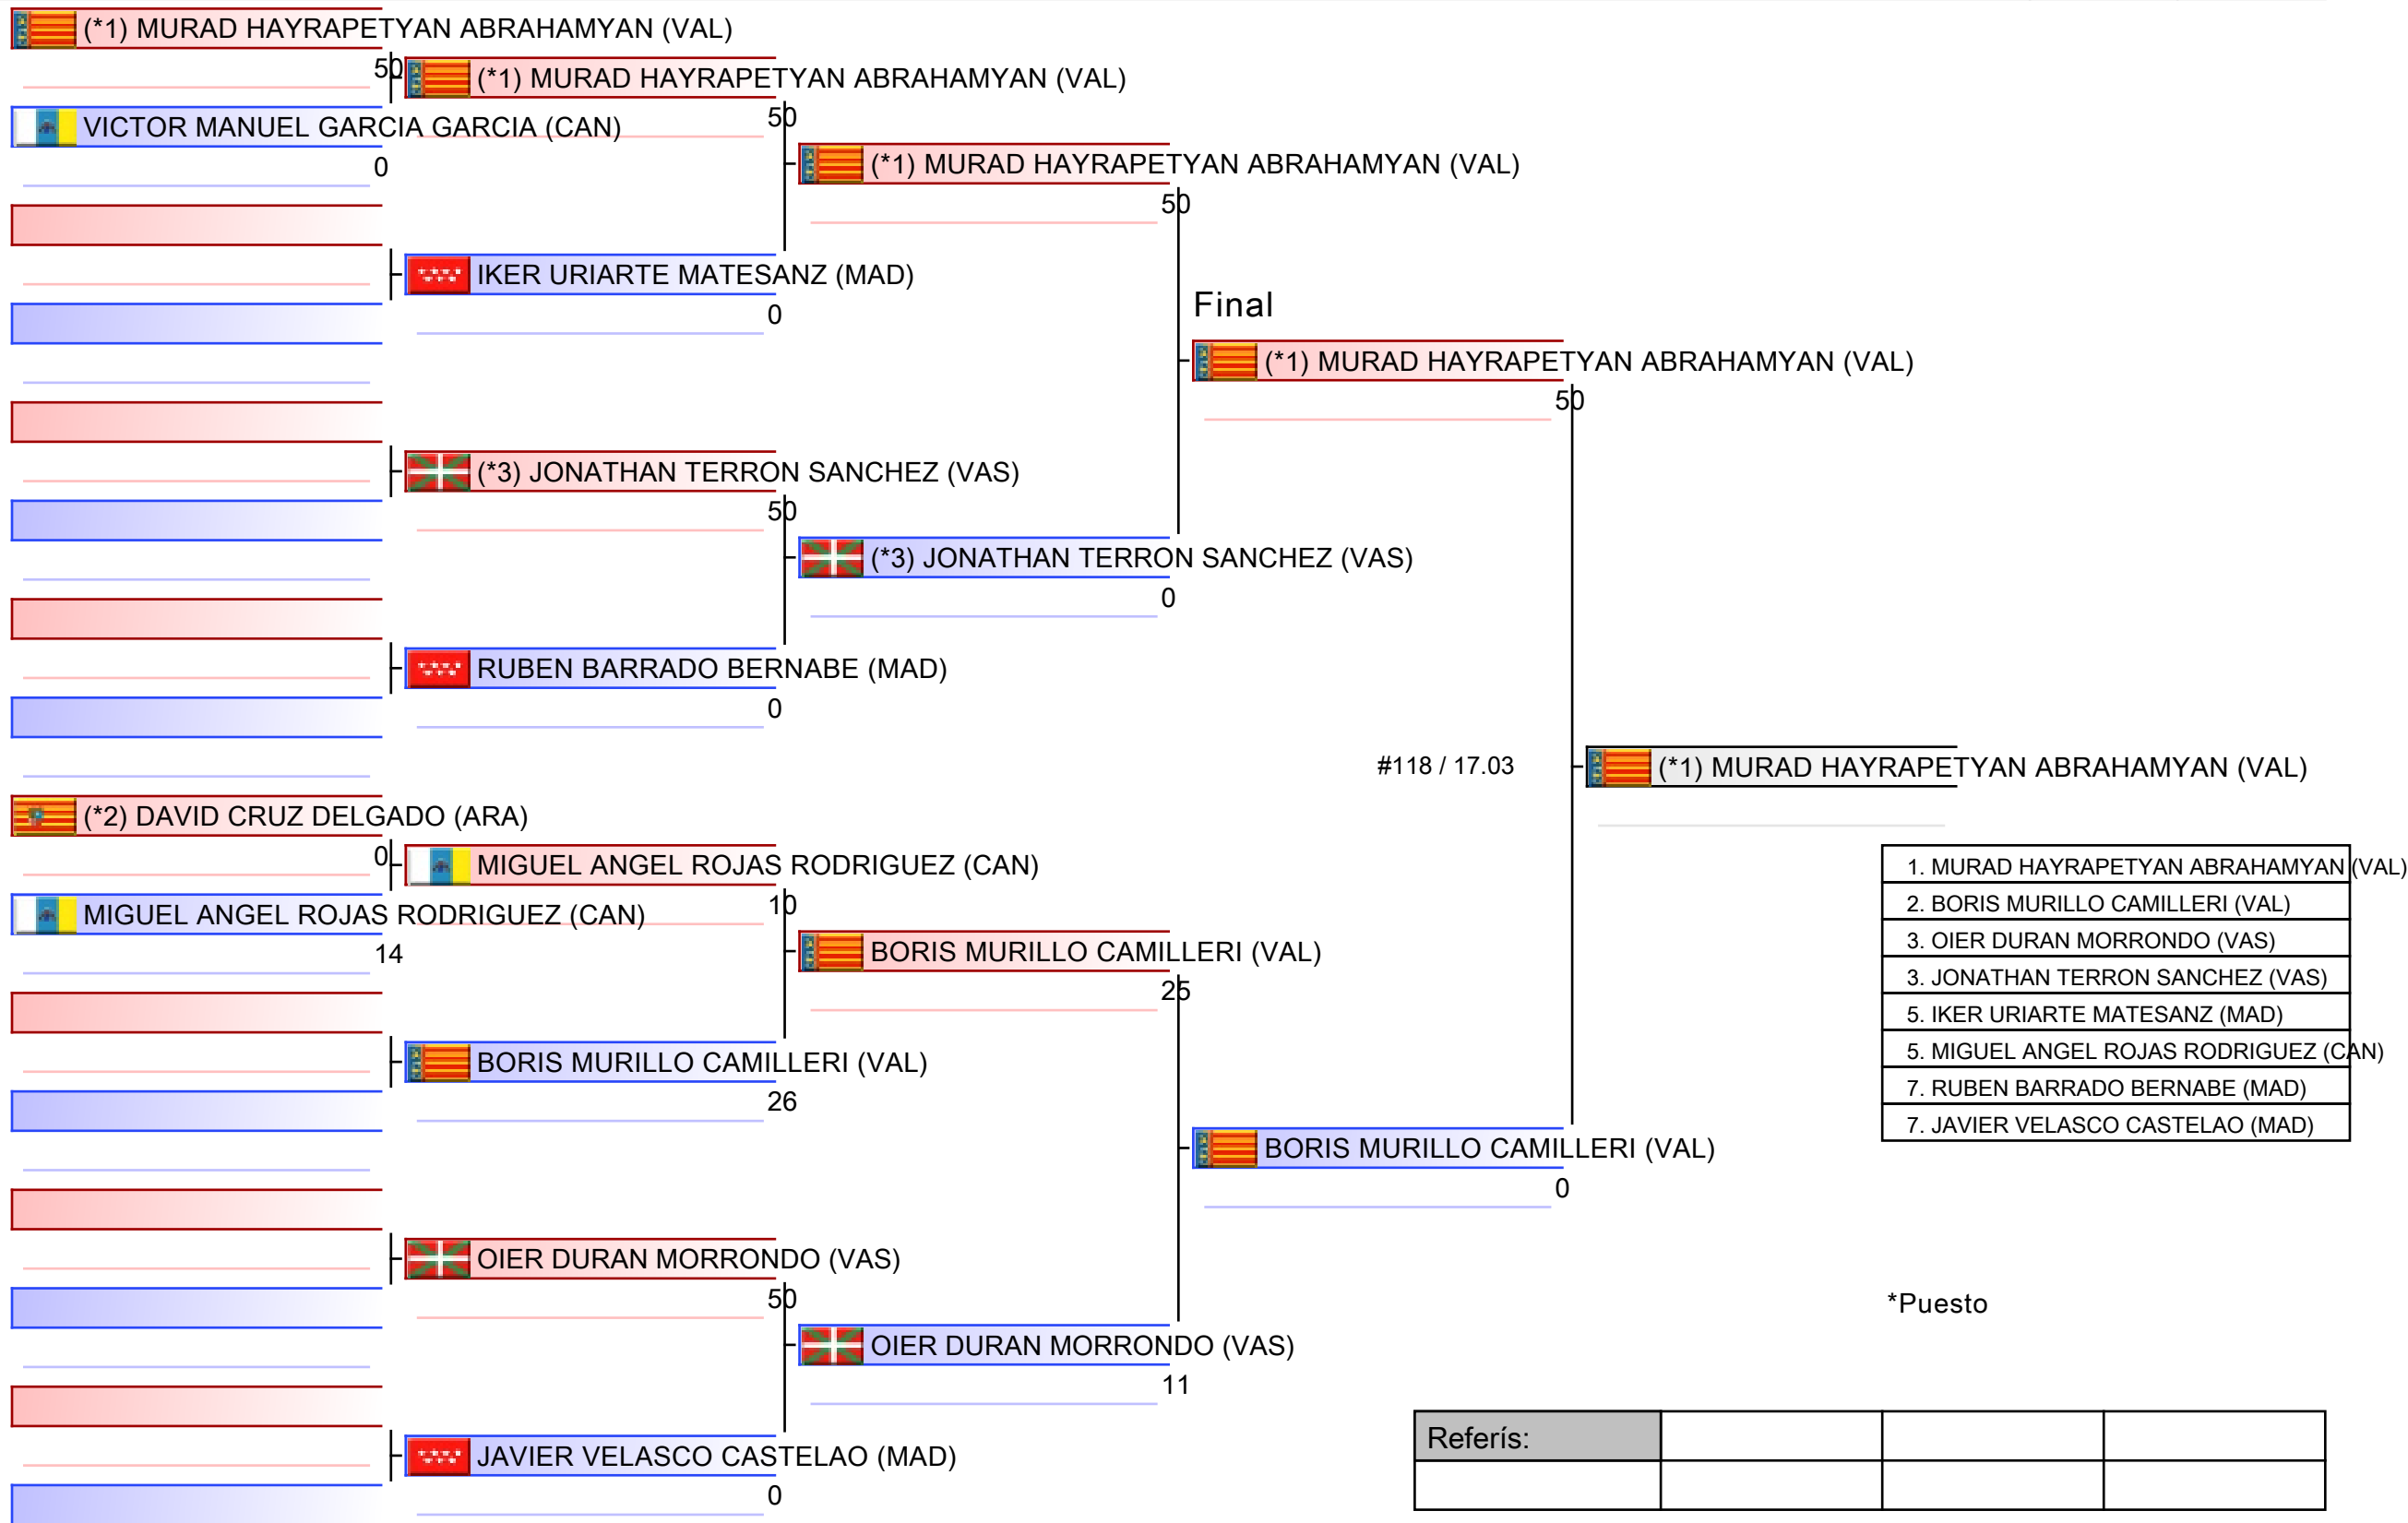 (*1) MURAD HAYRAPETYAN ABRAHAMYAN (VAL)
50
VICTOR MANUEL GARCIA GARCIA (CAN)
0
(*2) DAVID CRUZ DELGADO (ARA)
0
MIGUEL ANGEL ROJAS RODRIGUEZ (CAN)
14
(*1) MURAD HAYRAPETYAN ABRAHAMYAN (VAL)
50
IKER URIARTE MATESANZ (MAD)
0
(*3) JONATHAN TERRON SANCHEZ (VAS)
50
RUBEN BARRADO BERNABE (MAD)
0
MIGUEL ANGEL ROJAS RODRIGUEZ (CAN)
10
BORIS MURILLO CAMILLERI (VAL)
26
OIER DURAN MORRONDO (VAS)
50
JAVIER VELASCO CASTELAO (MAD)
0
(*1) MURAD HAYRAPETYAN ABRAHAMYAN (VAL)
50
(*3) JONATHAN TERRON SANCHEZ (VAS)
0
BORIS MURILLO CAMILLERI (VAL)
25
OIER DURAN MORRONDO (VAS)
11
Final
(*1) MURAD HAYRAPETYAN ABRAHAMYAN (VAL)
50
#118 / 17.03
BORIS MURILLO CAMILLERI (VAL)
0
(*1) MURAD HAYRAPETYAN ABRAHAMYAN (VAL)
1. MURAD HAYRAPETYAN ABRAHAMYAN (VAL)
2. BORIS MURILLO CAMILLERI (VAL)
3. OIER DURAN MORRONDO (VAS)
3. JONATHAN TERRON SANCHEZ (VAS)
5. IKER URIARTE MATESANZ (MAD)
5. MIGUEL ANGEL ROJAS RODRIGUEZ (CAN)
7. RUBEN BARRADO BERNABE (MAD)
7. JAVIER VELASCO CASTELAO (MAD)
*Puesto
Referís: